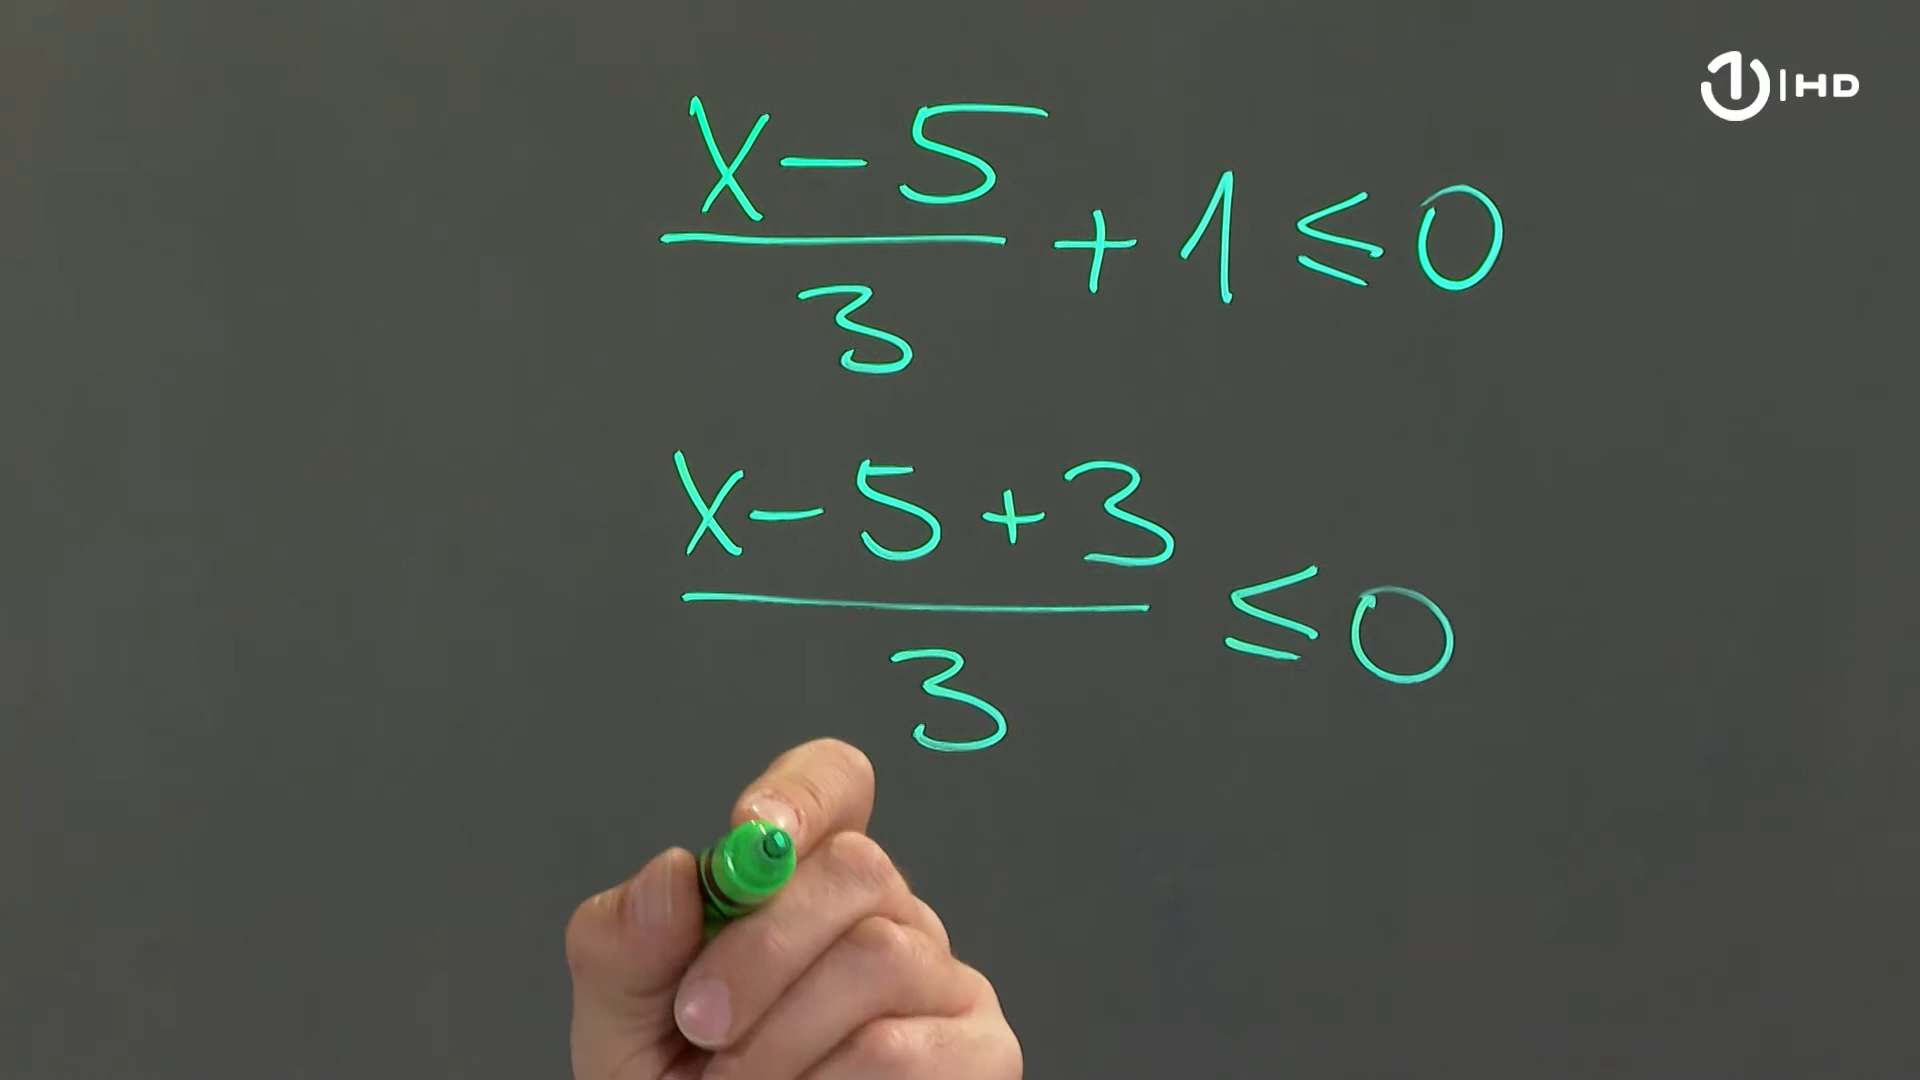 1 HD
x - 5
3
+ 1 ≤ 0
x - 5 + 3
3
≤ 0